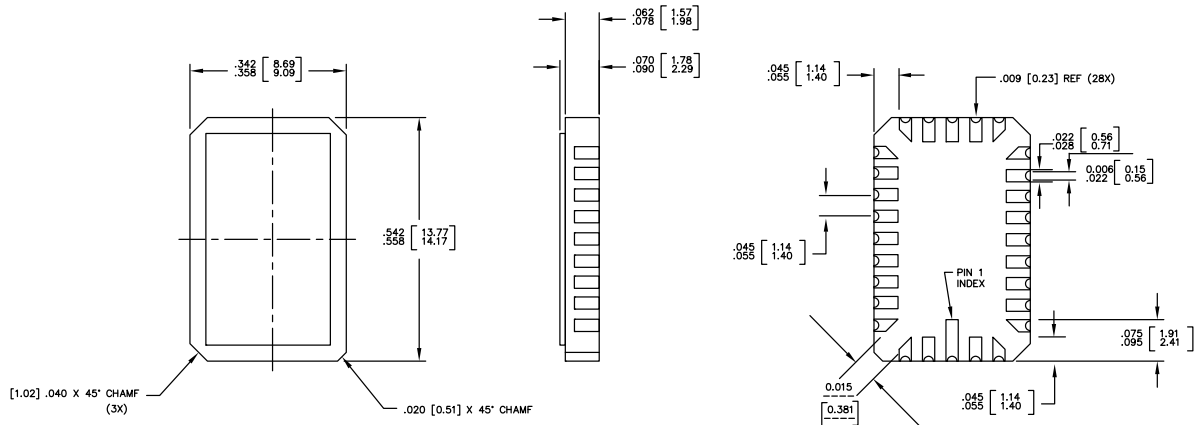 .342 [ 8.69
.358 9.09 ]
.542 [ 13.77
.558 14.17 ]
[1.02] .040 X 45° CHAMF
(3X)
.020 [0.51] X 45° CHAMF
.062 [ 1.57
.078 1.98 ]
.070 [ 1.78
.090 2.29 ]
.045 [ 1.14
.055 1.40 ]
.009 [0.23] REF (28X)
.022 [ 0.56
.028 0.71 ]
0.006 [ 0.15
.022 0.56 ]
.045 [ 1.14
.055 1.40 ]
PIN 1
INDEX
.075 [ 1.91
.095 2.41 ]
.045 [ 1.14
.055 1.40 ]
0.015
[0.381]